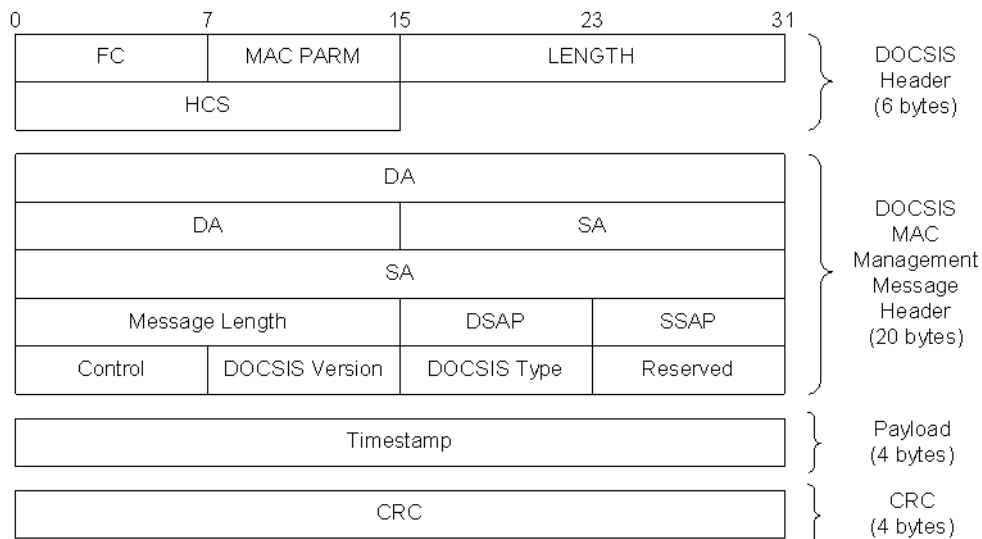 0 7 15 23 31
FC MAC PARM LENGTH
HCS
DOCSIS
Header
(6 bytes)
DA
DA SA
SA
Message Length DSAP SSAP
Control DOCSIS Version DOCSIS Type Reserved
DOCSIS
MAC
Management
Message
Header
(20 bytes)
Timestamp
Payload
(4 bytes)
CRC
CRC
(4 bytes)